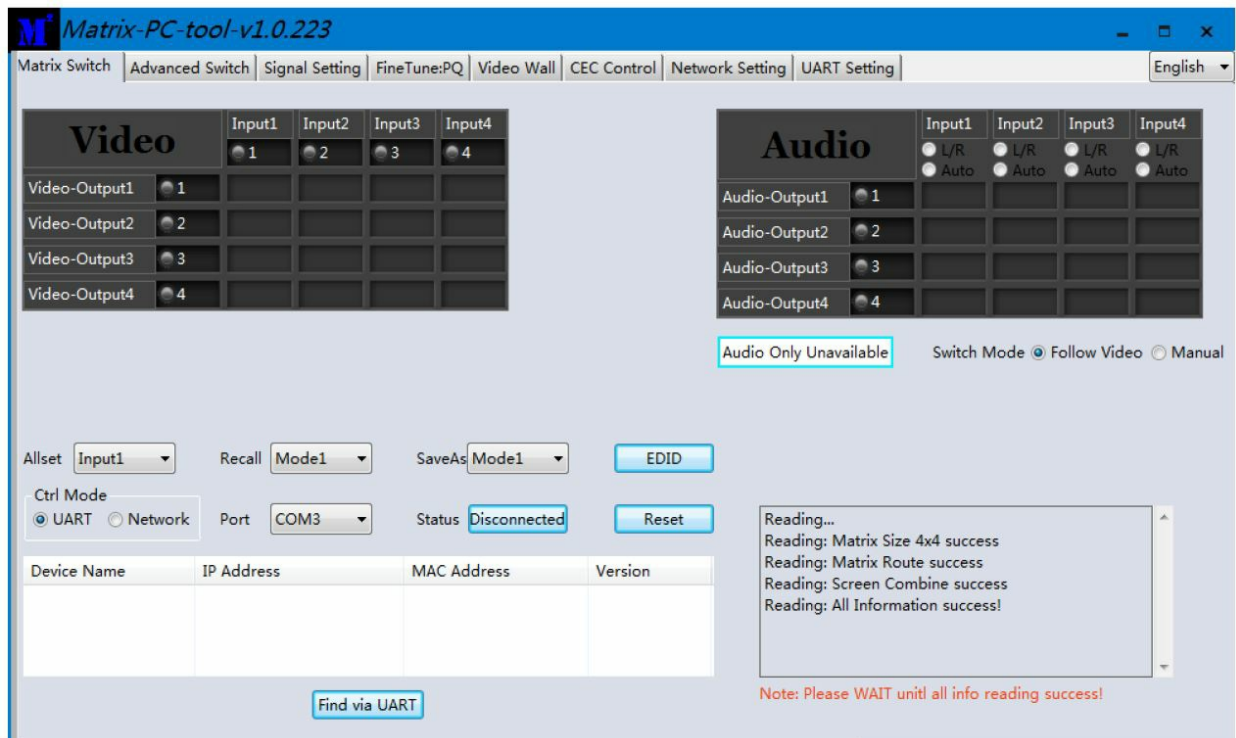 M Matrix-PC-tool-v1.0.223
Matrix Switch Advanced Switch Signal Setting FineTune:PQ Video Wall CEC Control Network Setting UART Setting English
Video Input1 Input2 Input3 Input4
1 2 3 4
Video-Output1 1
Video-Output2 2
Video-Output3 3
Video-Output4 4
Audio Input1 Input2 Input3 Input4
L/R L/R L/R L/R
Auto Auto Auto Auto
Audio-Output1 1
Audio-Output2 2
Audio-Output3 3
Audio-Output4 4
Audio Only Unavailable Switch Mode Follow Video Manual
Allset Input1 Recall Mode1 SaveAs Mode1 EDID
Ctrl Mode
UART Network Port COM3 Status Disconnected Reset
Device Name IP Address MAC Address Version
Find via UART
Reading...
Reading: Matrix Size 4x4 success
Reading: Matrix Route success
Reading: Screen Combine success
Reading: All Information success!
Note: Please WAIT unitl all info reading success!